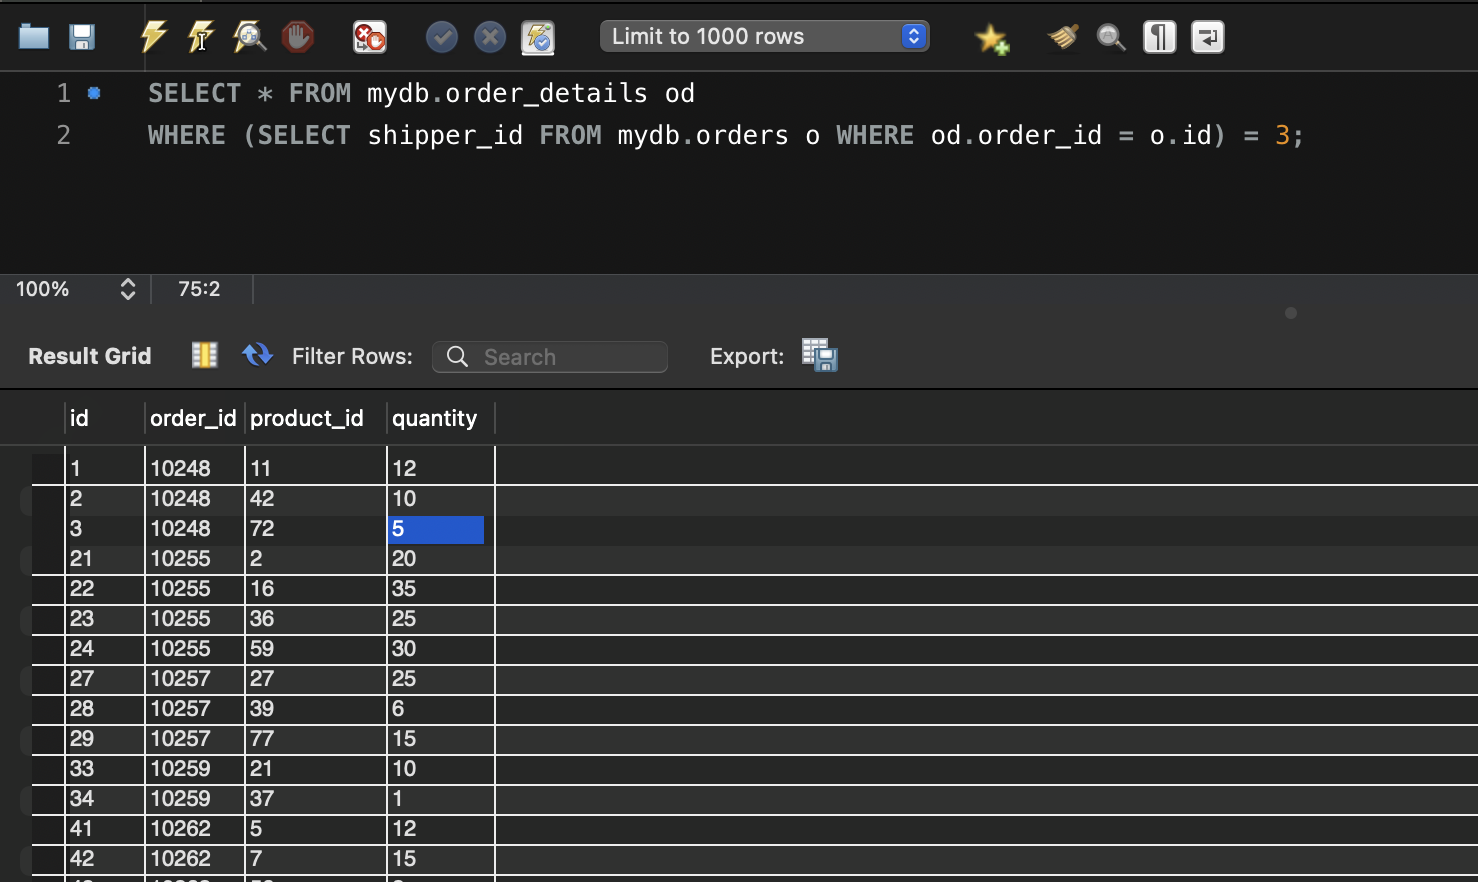 Limit to 1000 rows
1 SELECT * FROM mydb.order_details od
2 WHERE (SELECT shipper_id FROM mydb.orders o WHERE od.order_id = o.id) = 3;
100% 75:2
Result Grid Filter Rows: Search Export:
id order_id product_id quantity
1 10248 11 12
2 10248 42 10
3 10248 72 5
21 10255 2 20
22 10255 16 35
23 10255 36 25
24 10255 59 30
27 10257 27 25
28 10257 39 6
29 10257 77 15
33 10259 21 10
34 10259 37 1
41 10262 5 12
42 10262 7 15